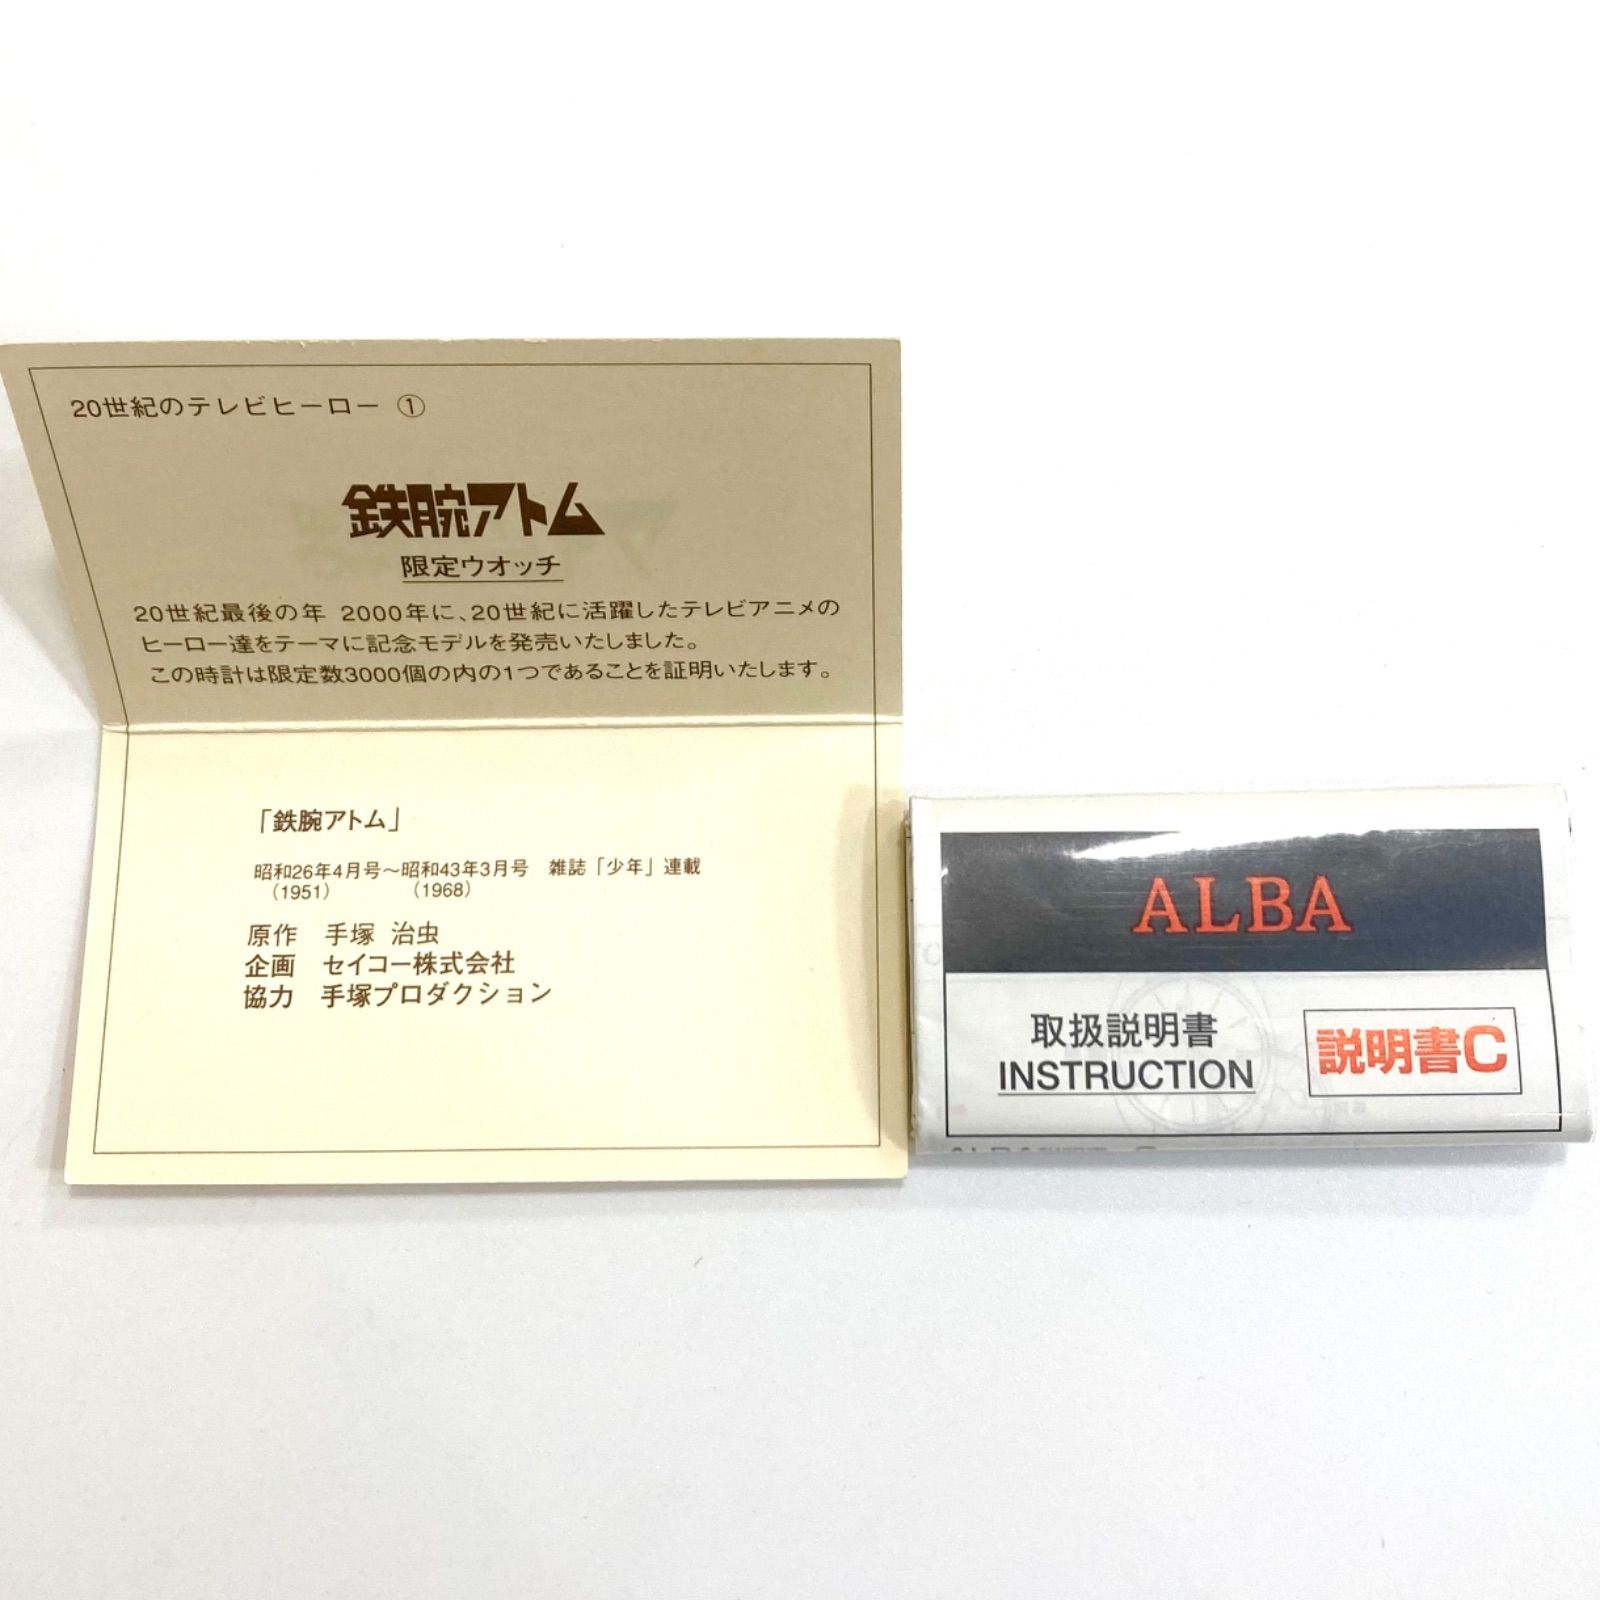 20世紀のテレビヒーロー ①
鉄腕アトム
限定ウオッチ
20世紀最後の年 2000年に、20世紀に活躍したテレビアニメの
ヒーロー達をテーマに記念モデルを発売いたしました。
この時計は限定数3000個の内の1つであることを証明いたします。
「鉄腕アトム」
昭和26年4月号～昭和43年3月号 雑誌「少年」連載
(1951) (1968)
原作 手塚 治虫
企画 セイコー株式会社
協力 手塚プロダクション
ALBA
取扱説明書
INSTRUCTION
説明書C